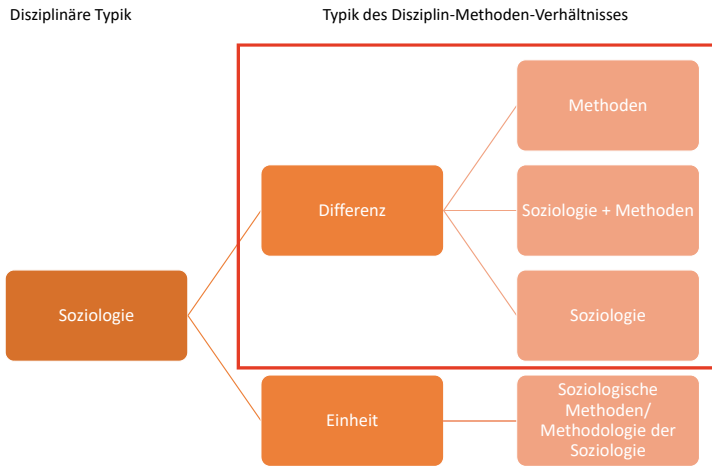 Disziplinäre Typik
Typik des Disziplin-Methoden-Verhältnisses
Methoden
Differenz
Soziologie + Methoden
Soziologie
Soziologie
Einheit
Soziologische
Methoden/
Methodologie der
Soziologie